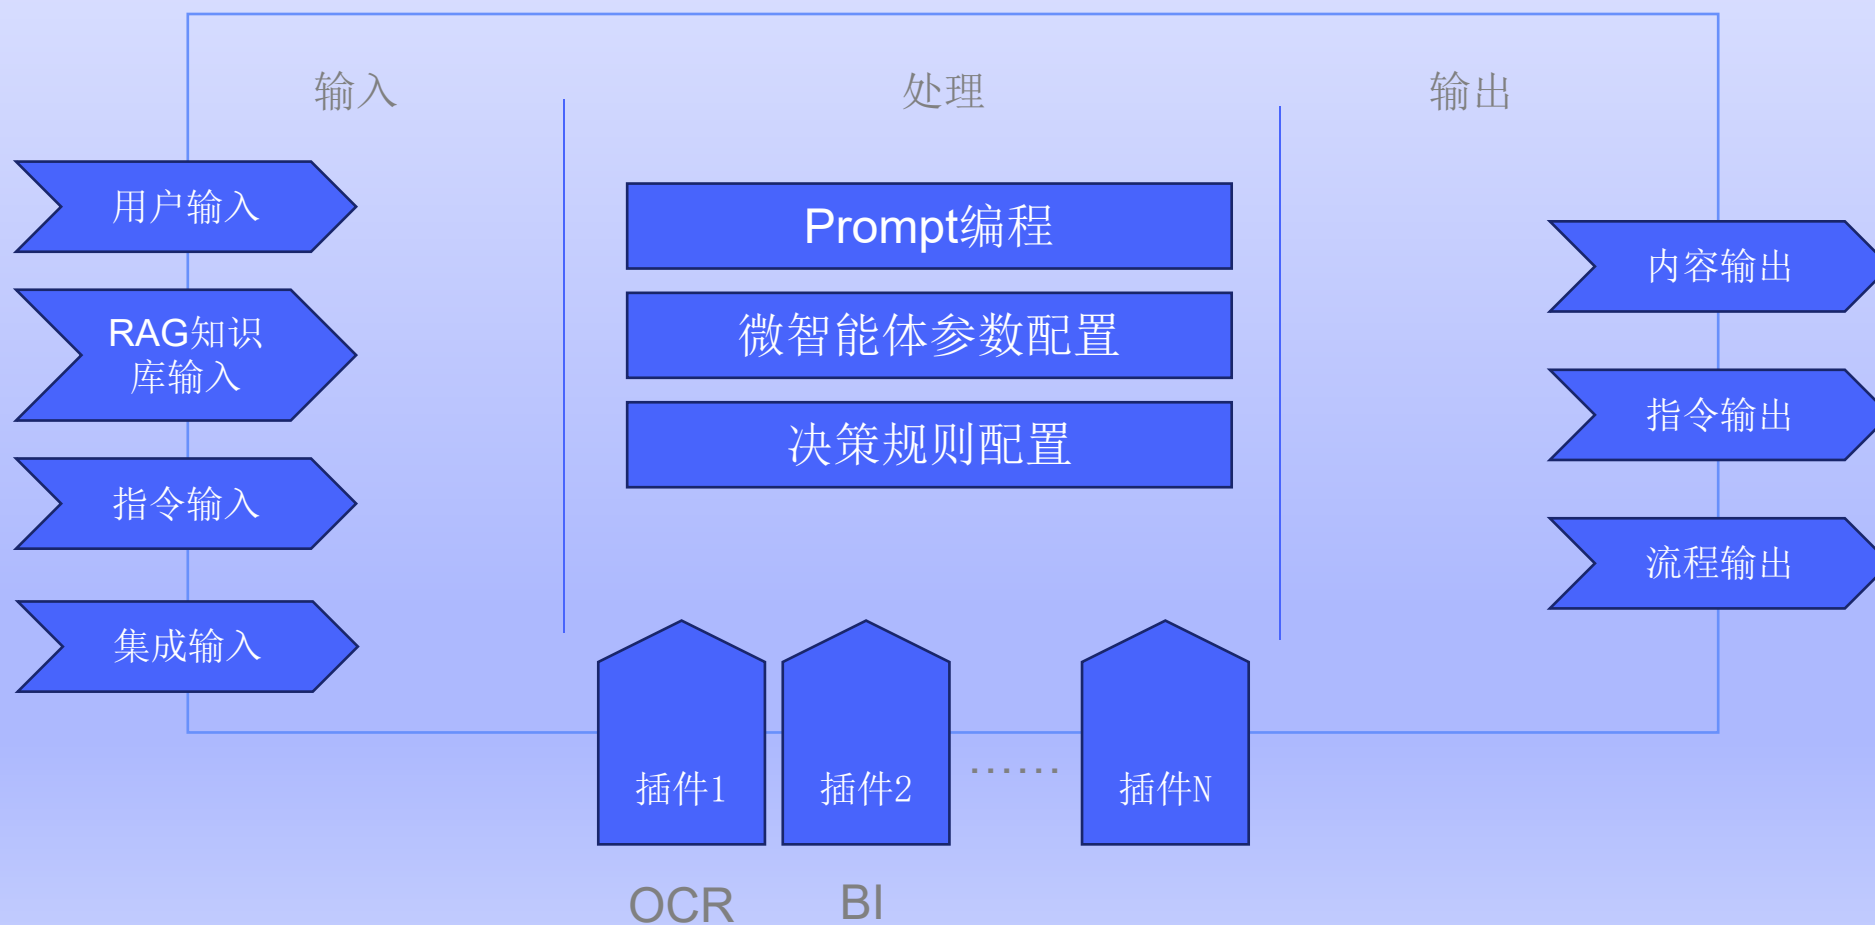 输入
处理
输出
用户输入
RAG知识
库输入
指令输入
集成输入
Prompt编程
微智能体参数配置
决策规则配置
内容输出
指令输出
流程输出
插件1
插件2
......
插件N
OCR
BI